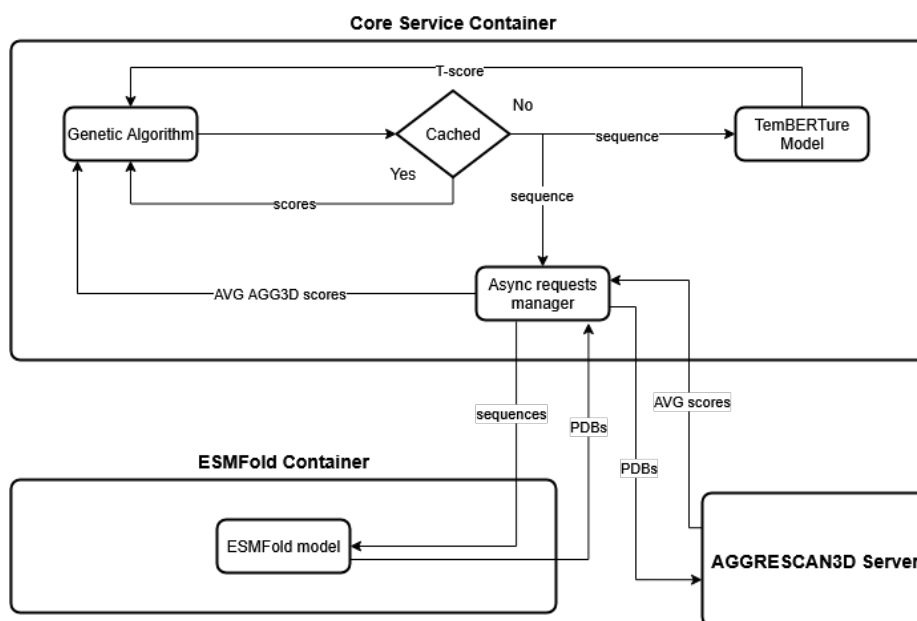 Core Service Container
T-score
Genetic Algorithm
Cached
No
sequence
TemBERTure
Model
Yes
scores
sequence
AVG AGG3D scores
Async requests
manager
sequences
PDBs
AVG scores
PDBs
ESMFold Container
ESMFold model
AGGRESCAN3D Server